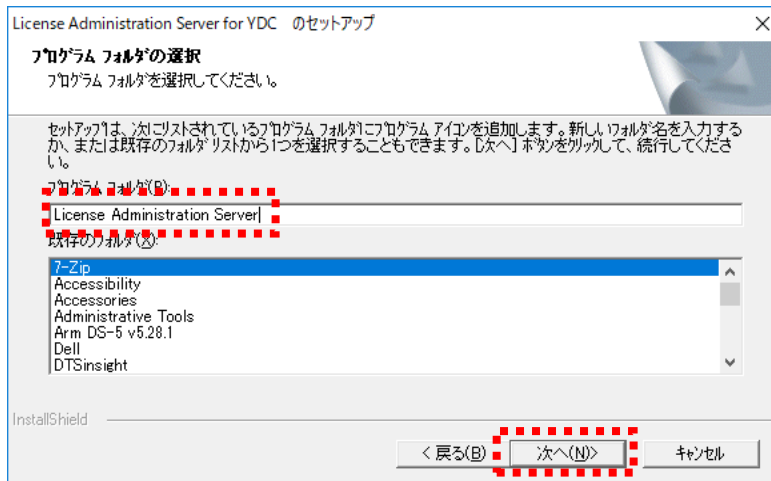 License Administration Server for YDC のセットアップ
プログラム フォルダの選択
プログラム フォルダを選択してください。
セットアップは、次にリストされているプログラム フォルダにプログラム アイコンを追加します。新しいフォルダ名を入力する
か、または既存のフォルダ リストから1つを選択することもできます。[次へ] ボタンをクリックして、続行してくださ
い。
プログラム フォルダ(P):
License Administration Server
既存のフォルダ(X):
7-Zip
Accessibility
Accessories
Administrative Tools
Arm DS-5 v5.28.1
Dell
DTSinsight
InstallShield
< 戻る(B)
次へ(N)>
キャンセル